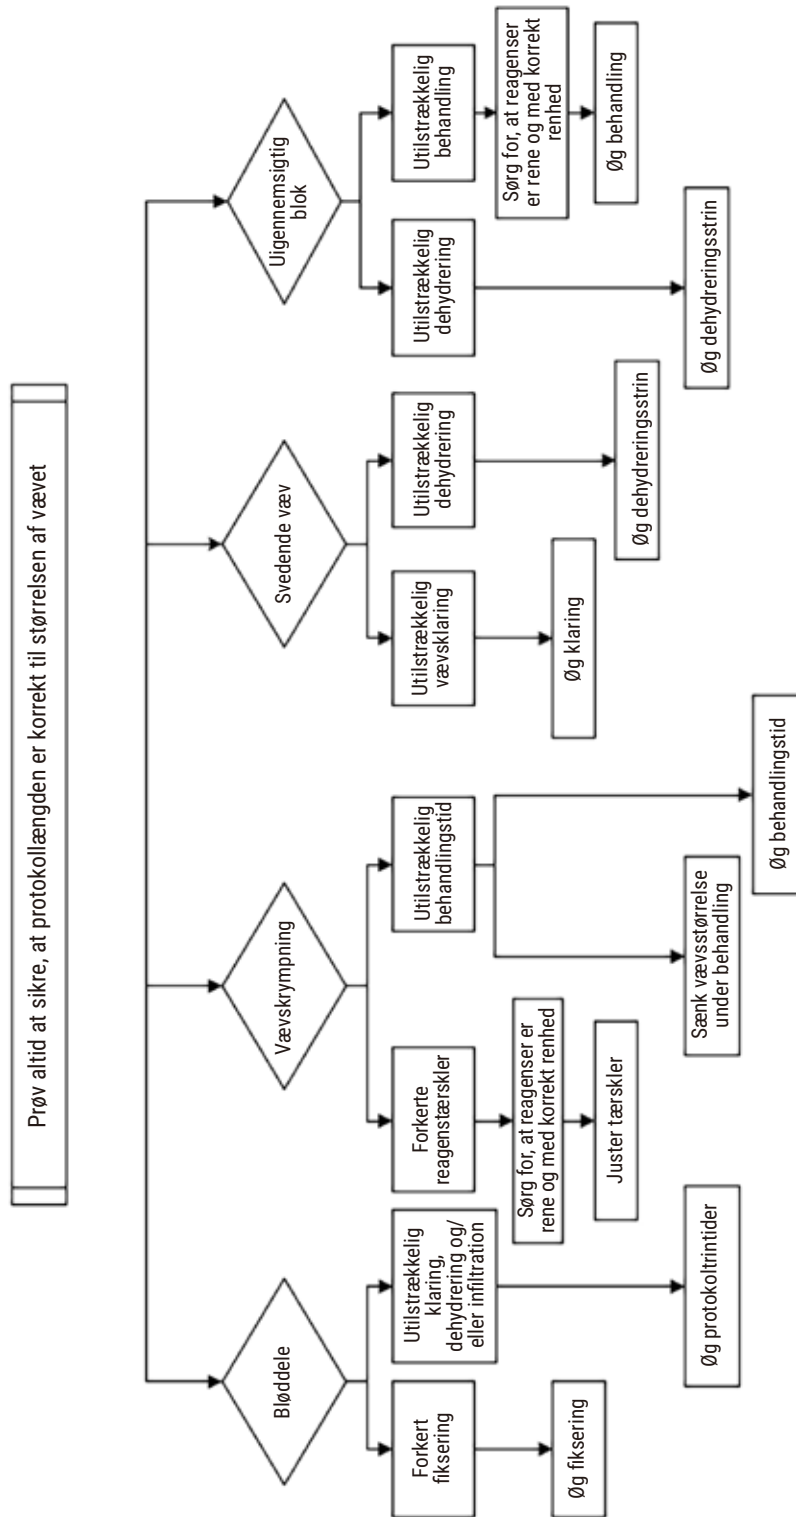 Prøv altid at sikre, at protokollængden er korrekt til størrelsen af vævet
Bløddele
Forkert
fiksering
Øg fiksering
Utilstrækkelig
klaring,
dehydrering og/
eller infiltration
Øg protokoltrintider
Vævskrympning
Forkerte
reagenstærskler
Sørg for, at reagenser er
rene og med korrekt renhed
Juster tærskler
Utilstrækkelig
behandlingstid
Sænk vævsstørrelse
under behandling
Øg behandlingstid
Svedende væv
Utilstrækkelig
vævsklaring
Øg klaring
Utilstrækkelig
dehydrering
Øg dehydreringsstrin
Uigennemsigtig
blok
Utilstrækkelig
dehydrering
Øg dehydreringsstrin
Utilstrækkelig
behandling
Sørg for, at reagenser
er rene og med korrekt
renhed
Øg behandling